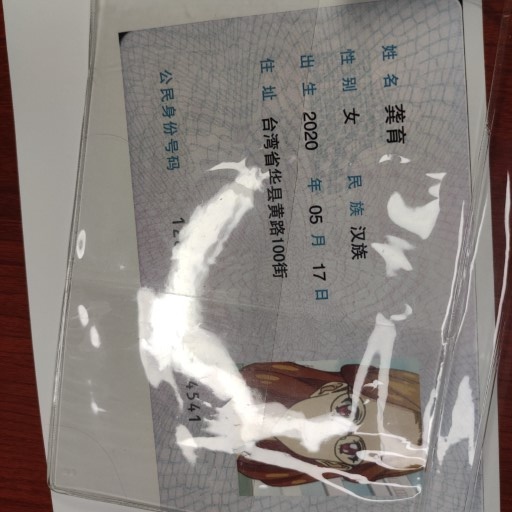 姓名 龚育
性别 女 民族 汉族
出生 2020 年 05 月 17 日
住址 台湾省华县黄路100街
公民身份号码 12 4541